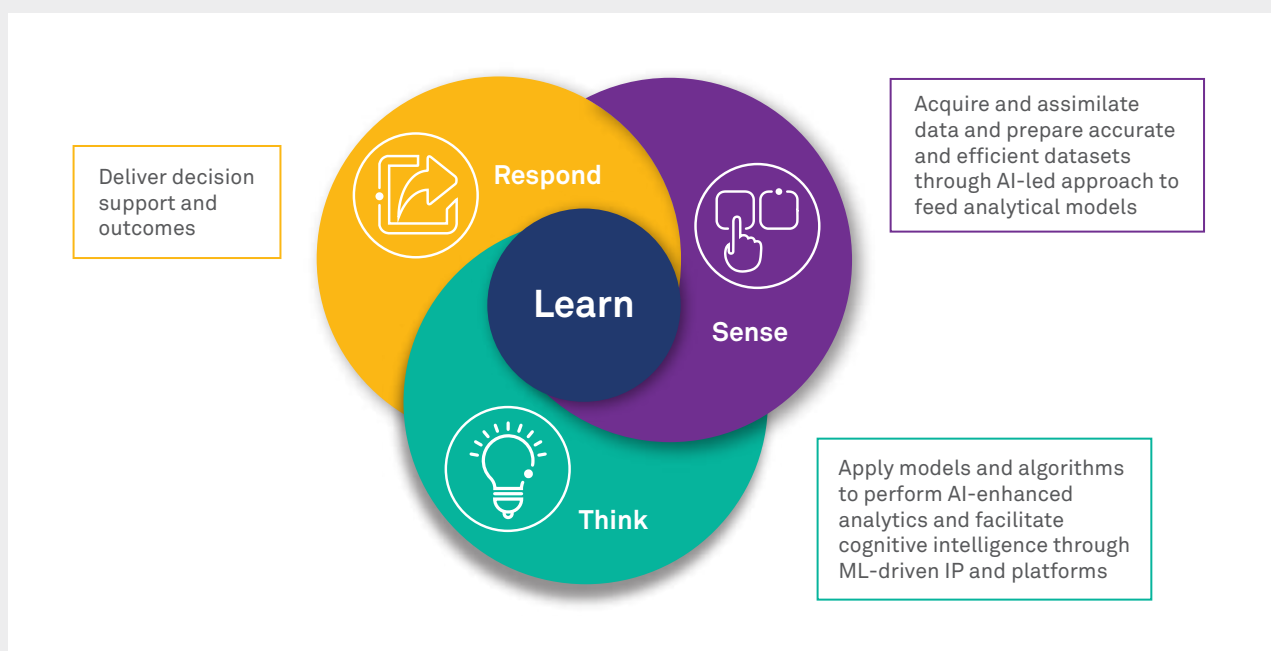 Deliver decision
support and
outcomes
Respond
Learn
Sense
Think
Acquire and assimilate
data and prepare accurate
and efficient datasets
through AI-led approach to
feed analytical models
Apply models and algorithms
to perform AI-enhanced
analytics and facilitate
cognitive intelligence through
ML-driven IP and platforms